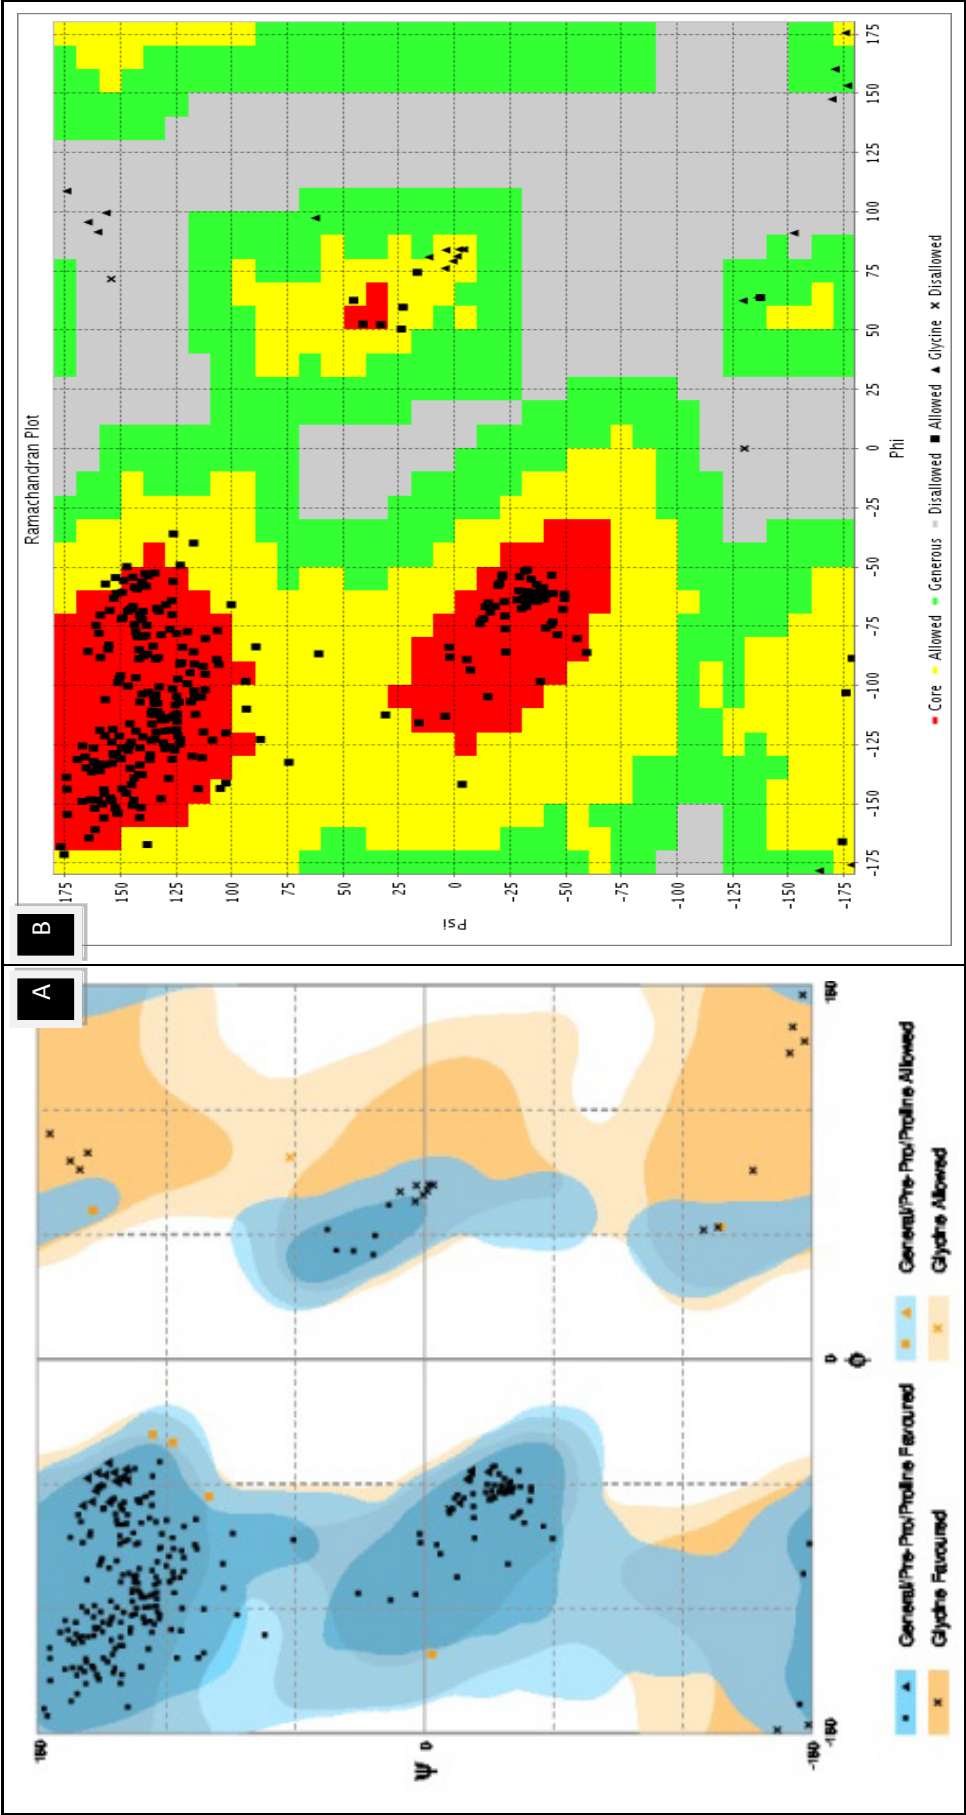 A
180
Ψ 0
-180
-180
0
180
Φ
General/Pre-Pro/Proline Favoured
General/Pre-Pro/Proline Allowed
Glycine Favoured
Glycine Allowed
B
Ramachandran Plot
175
150
125
100
75
50
25
0
-25
-50
-75
-100
-125
-150
-175
Psi
-175 -150 -125 -100 -75 -50 -25 0 25 50 75 100 125 150 175
Phi
Core Allowed Generous Disallowed Allowed Glycine Disallowed